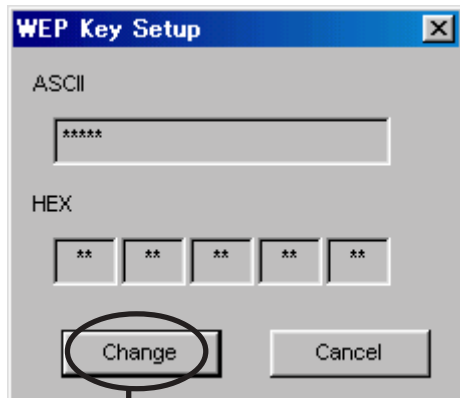 WEP Key Setup
ASCII
*****
HEX
** ** ** ** **
Change Cancel